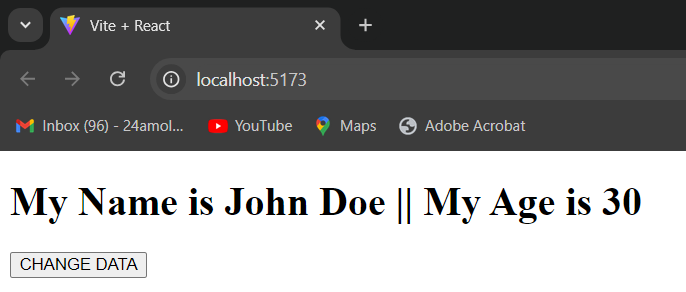 Vite + React
localhost:5173
Inbox (96) - 24amol... YouTube Maps Adobe Acrobat
My Name is John Doe || My Age is 30
CHANGE DATA